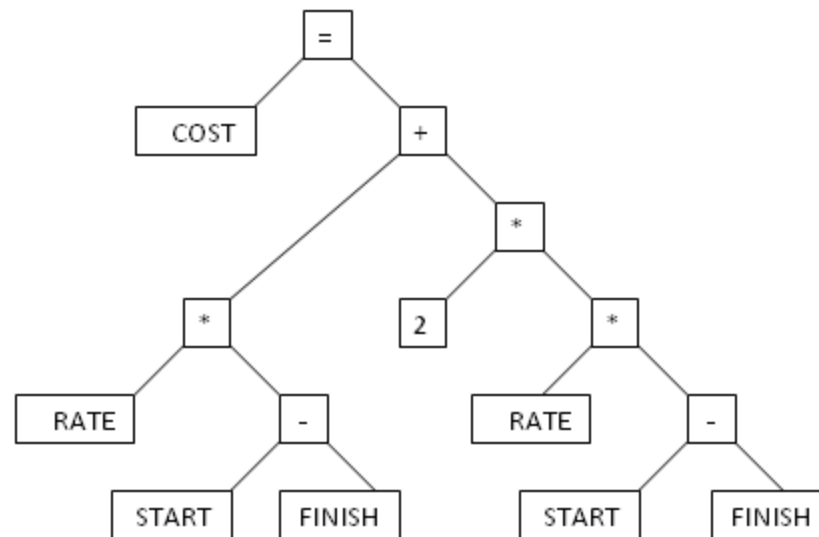 =
COST +
*
* 2 *
RATE - RATE -
START FINISH START FINISH